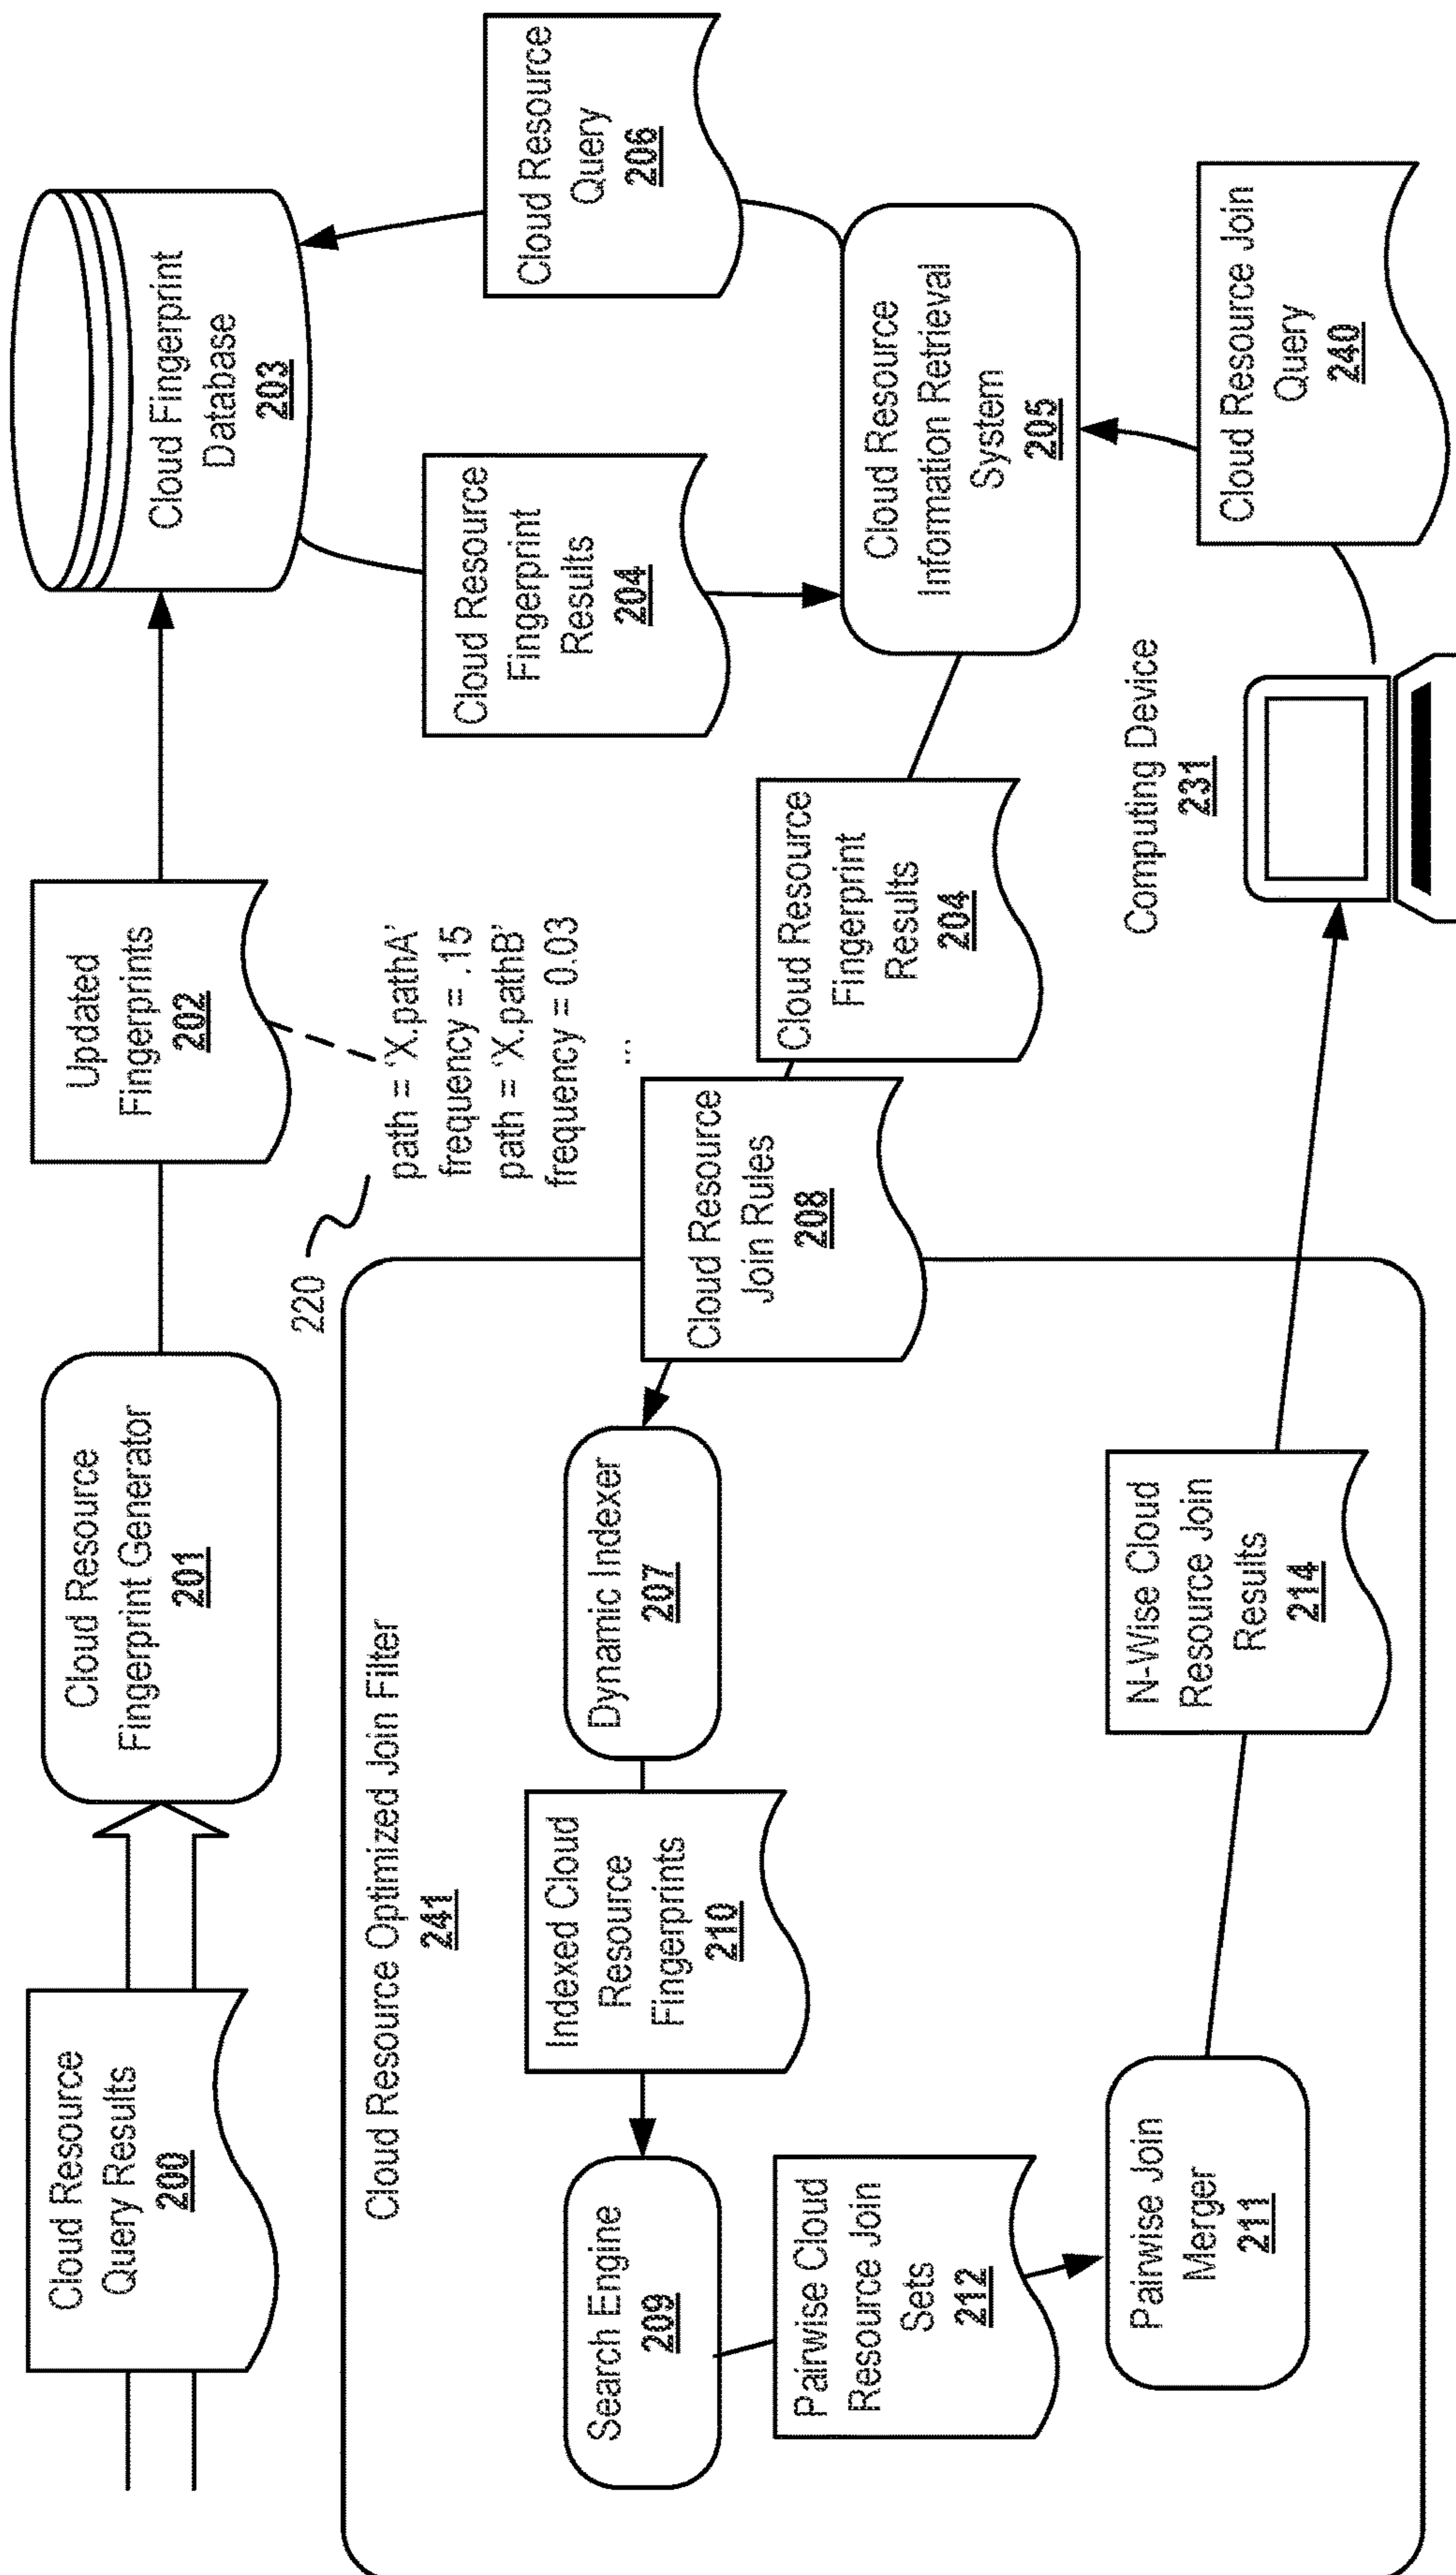 Cloud Resource
Query Results
200
Cloud Resource
Fingerprint Generator
201
Updated
Fingerprints
202
Cloud Fingerprint
Database
203
220
path = 'X.pathA'
frequency = .15
path = 'X.pathB'
frequency = 0.03
...
Cloud Resource
Fingerprint
Results
204
Cloud Resource
Query
206
Cloud Resource Optimized Join Filter
241
Search Engine
209
Indexed Cloud
Resource
Fingerprints
210
Dynamic Indexer
207
Cloud Resource
Join Rules
208
Cloud Resource
Fingerprint
Results
204
Cloud Resource
Information Retrieval
System
205
Pairwise Cloud
Resource Join
Sets
212
Pairwise Join
Merger
211
N-Wise Cloud
Resource Join
Results
214
Computing Device
231
Cloud Resource Join
Query
240